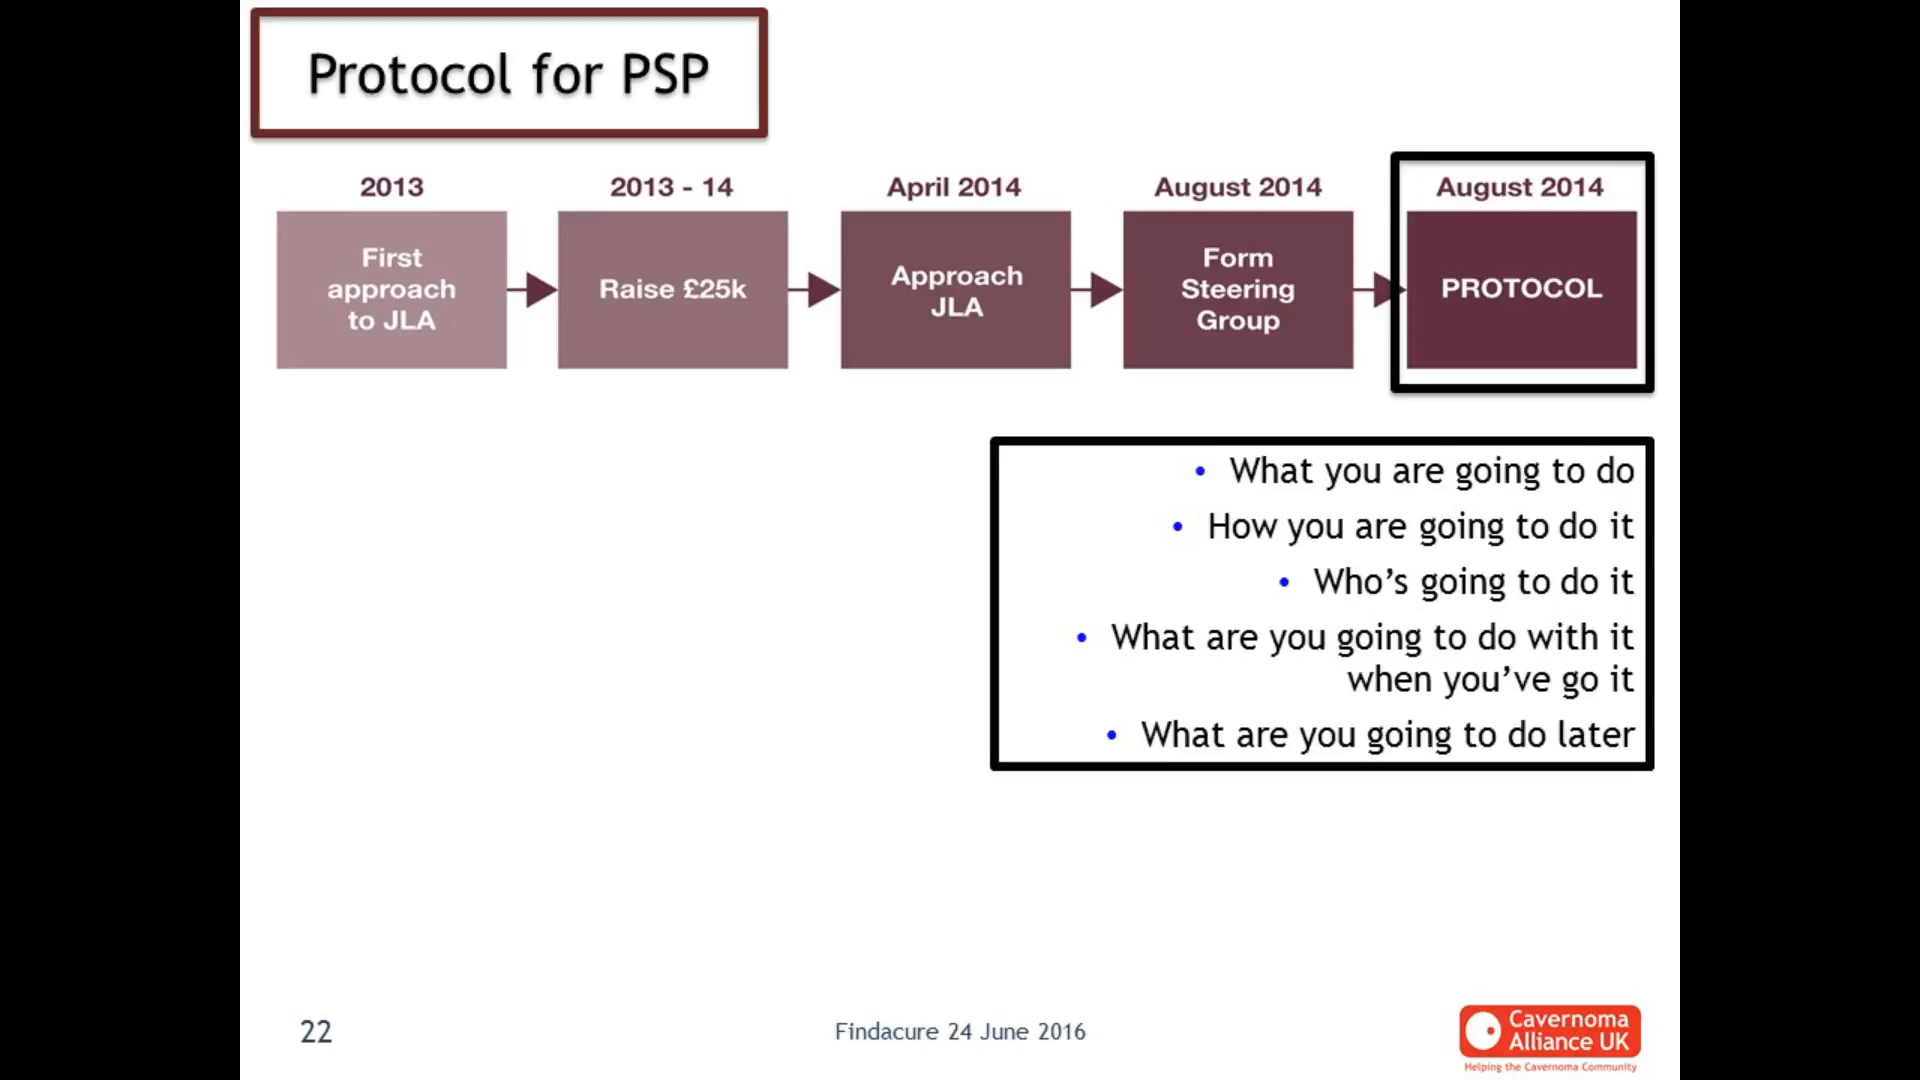 Protocol for PSP
2013
2013 - 14
April 2014
August 2014
August 2014
First
approach
to JLA
Raise £25k
Approach
JLA
Form
Steering
Group
PROTOCOL
• What you are going to do
• How you are going to do it
• Who’s going to do it
• What are you going to do with it
when you’ve go it
• What are you going to do later
22
Findacure 24 June 2016
Cavernoma
Alliance UK
Helping the Cavernoma Community